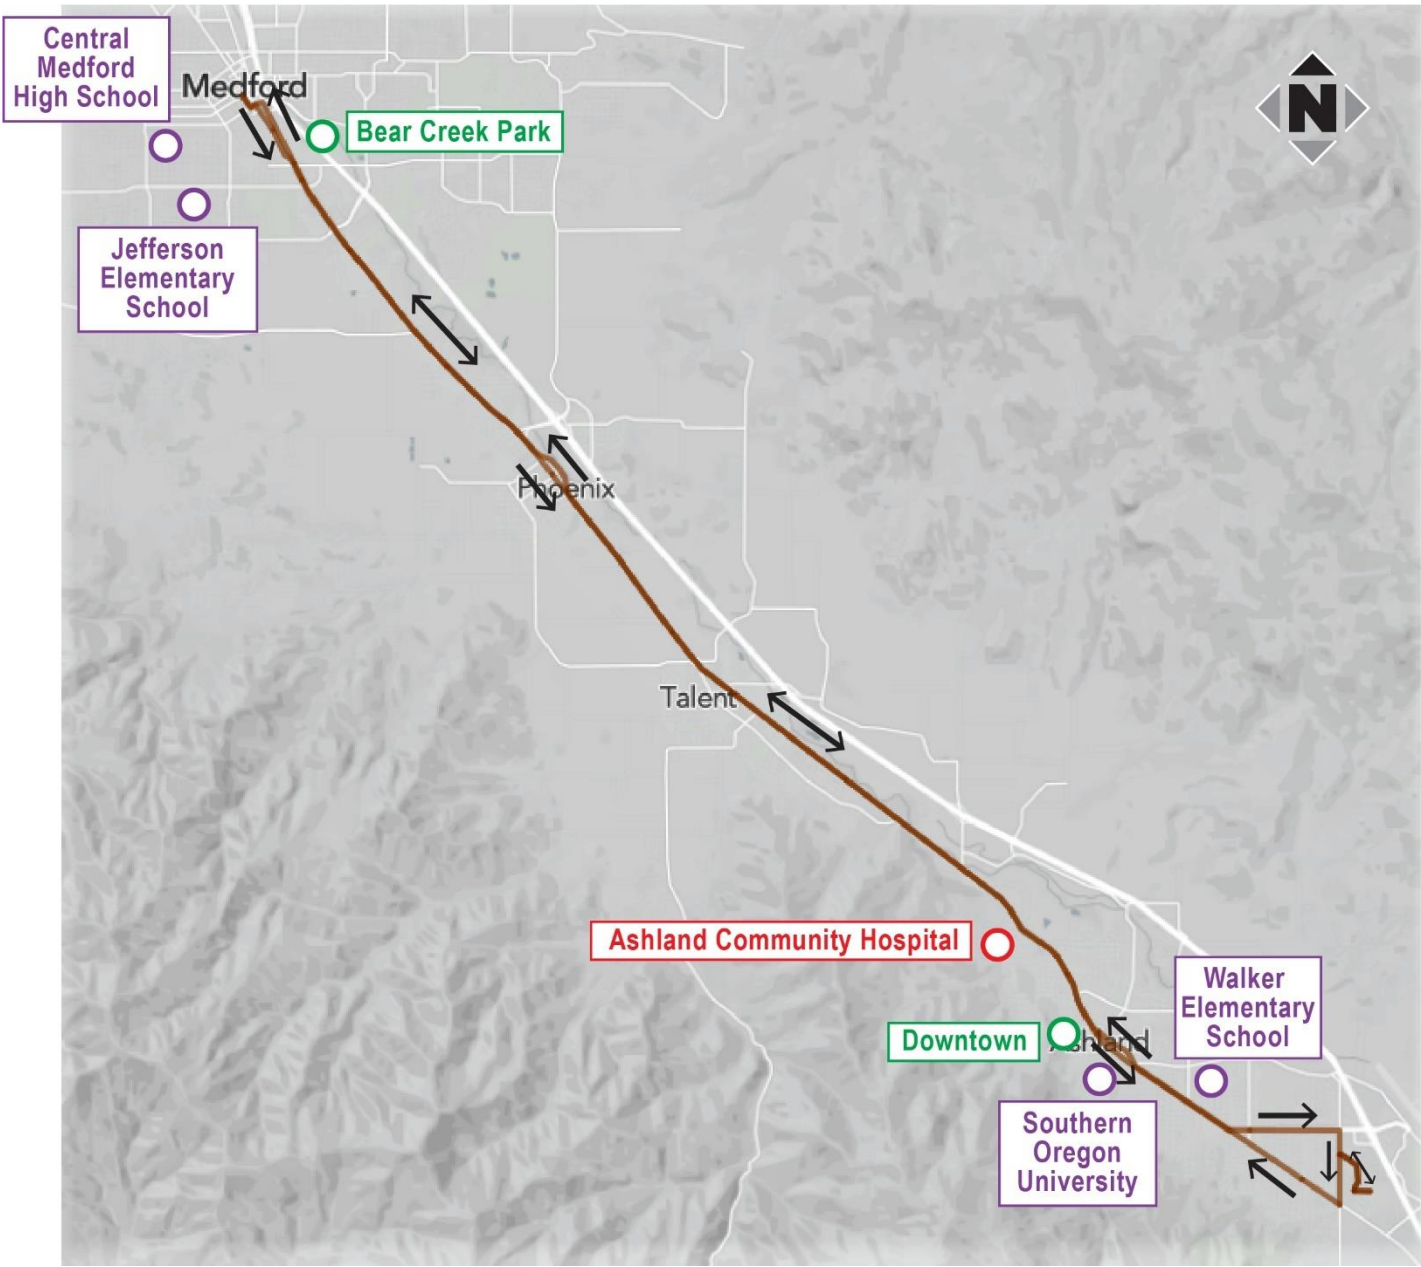 Central
Medford
High School
Medford
N
Bear Creek Park
Jefferson
Elementary
School
Phoenix
Talent
Ashland Community Hospital
Walker
Elementary
School
Downtown
Ashland
Southern
Oregon
University